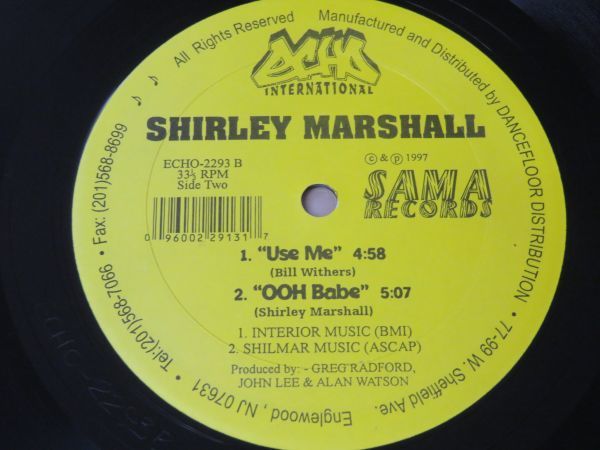 All Rights Reserved
Manufactured and Distributed by DANCEFLOOR DISTRIBUTION • 77-99 W. Sheffield Ave.
Englewood, NJ 07631 • Tel:(201)568-7066 • Fax: (201)568-8699
ECHO
INTERNATIONAL
SHIRLEY MARSHALL
ECHO-2293 B
33⅓ RPM
Side Two
© & ℗ 1997
SAMA
RECORDS
0 96002 29131 7
1. "Use Me" 4:58
(Bill Withers)
2. "OOH Babe" 5:07
(Shirley Marshall)
1. INTERIOR MUSIC (BMI)
2. SHILMAR MUSIC (ASCAP)
Produced by: - GREG RADFORD,
JOHN LEE & ALAN WATSON